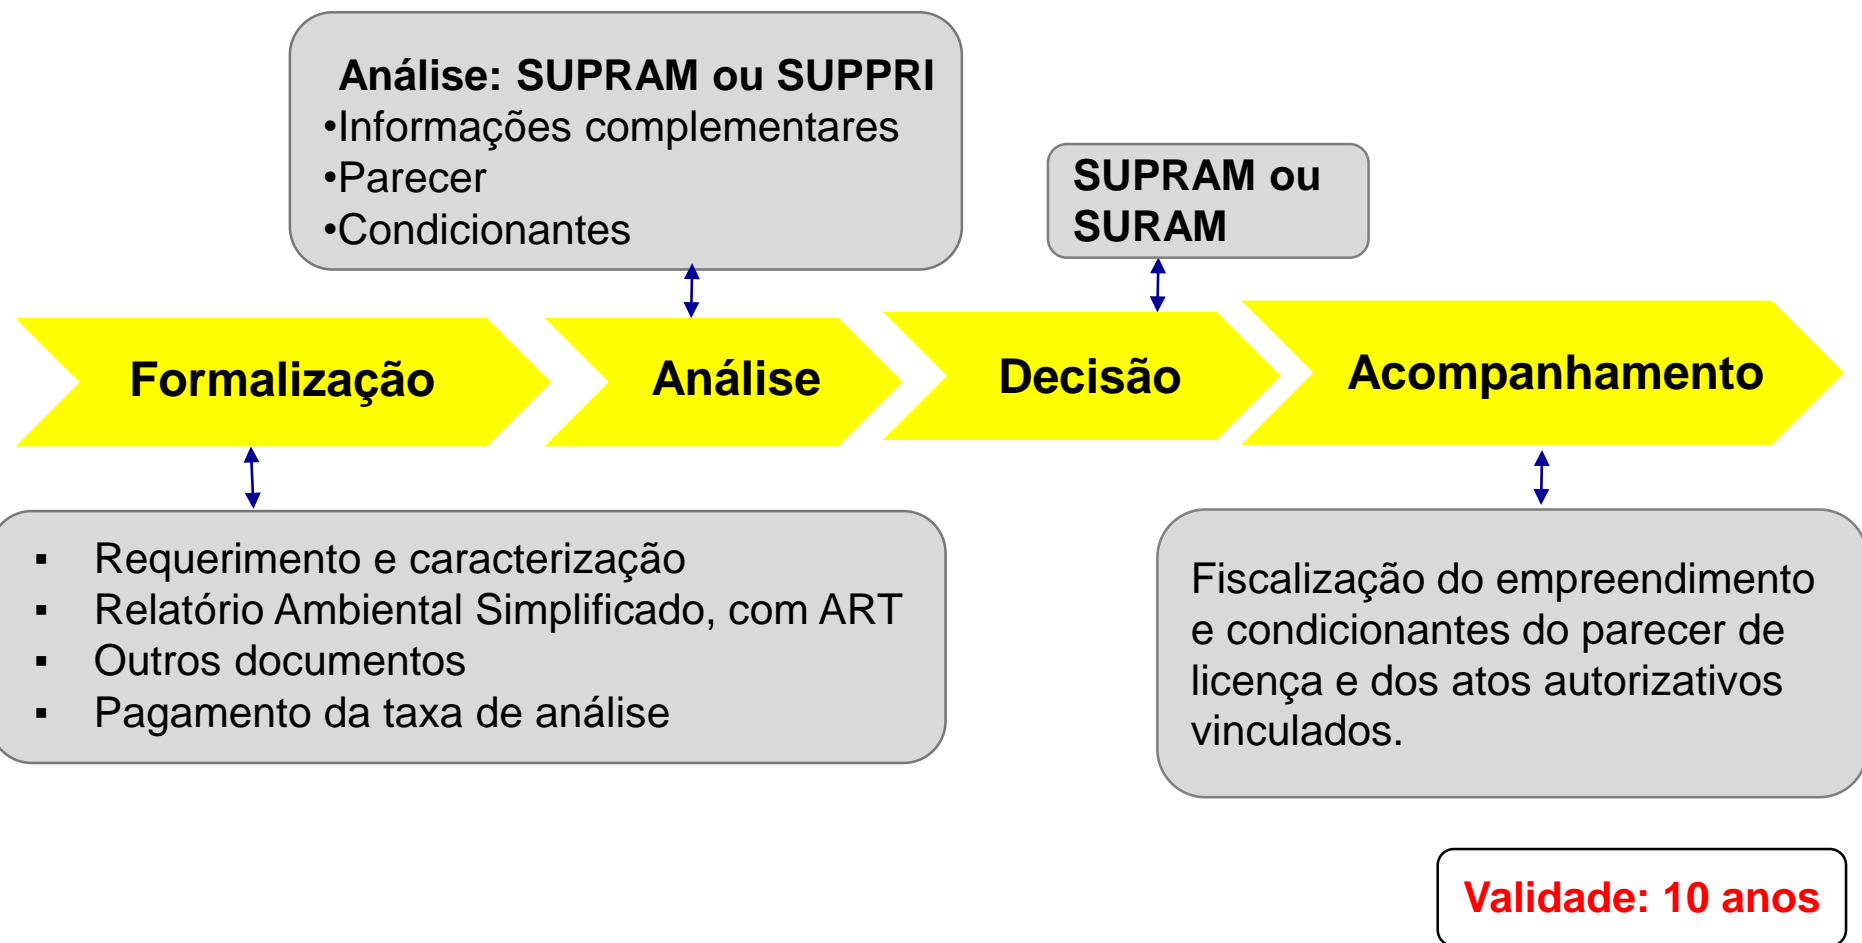 Análise: SUPRAM ou SUPPRI
•Informações complementares
•Parecer
•Condicionantes
SUPRAM ou
SURAM
Formalização
Análise
Decisão
Acompanhamento
▪ Requerimento e caracterização
▪ Relatório Ambiental Simplificado, com ART
▪ Outros documentos
▪ Pagamento da taxa de análise
Fiscalização do empreendimento
e condicionantes do parecer de
licença e dos atos autorizativos
vinculados.
Validade: 10 anos